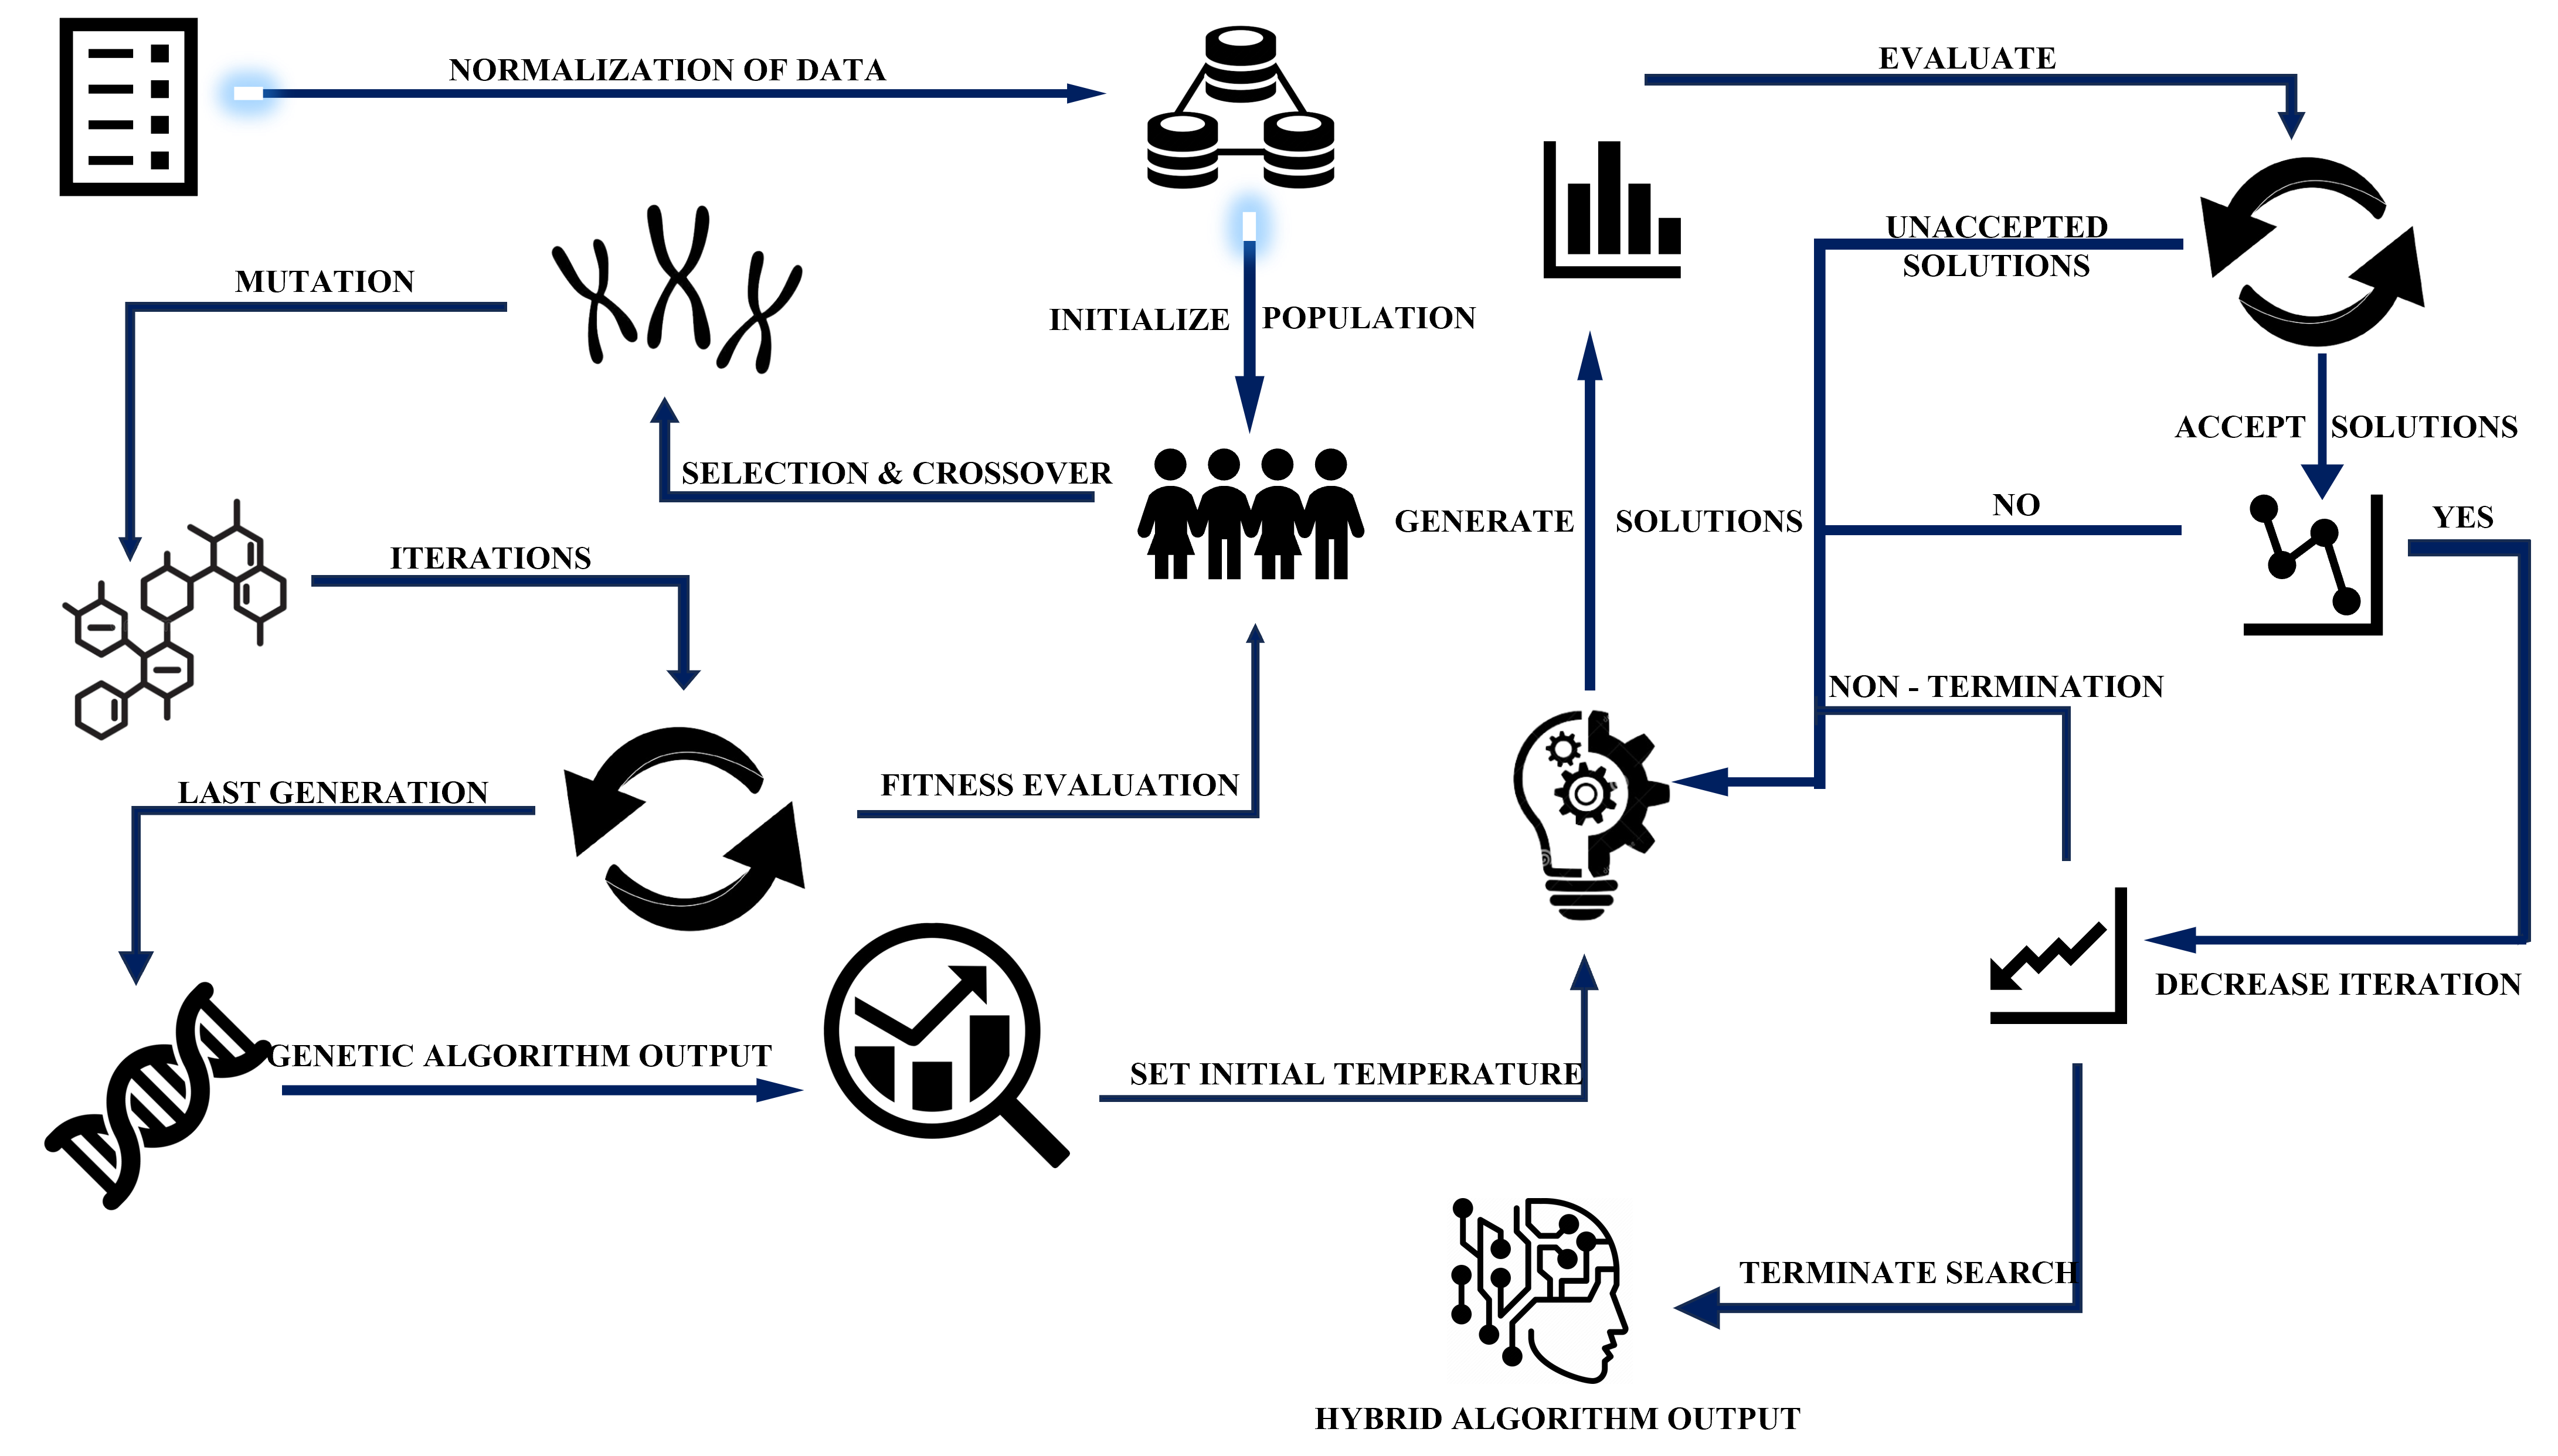 NORMALIZATION OF DATA
EVALUATE
UNACCEPTED
SOLUTIONS
MUTATION
INITIALIZE POPULATION
ACCEPT SOLUTIONS
SELECTION & CROSSOVER
GENERATE SOLUTIONS
NO
YES
ITERATIONS
NON - TERMINATION
LAST GENERATION
FITNESS EVALUATION
DECREASE ITERATION
GENETIC ALGORITHM OUTPUT
SET INITIAL TEMPERATURE
TERMINATE SEARCH
HYBRID ALGORITHM OUTPUT